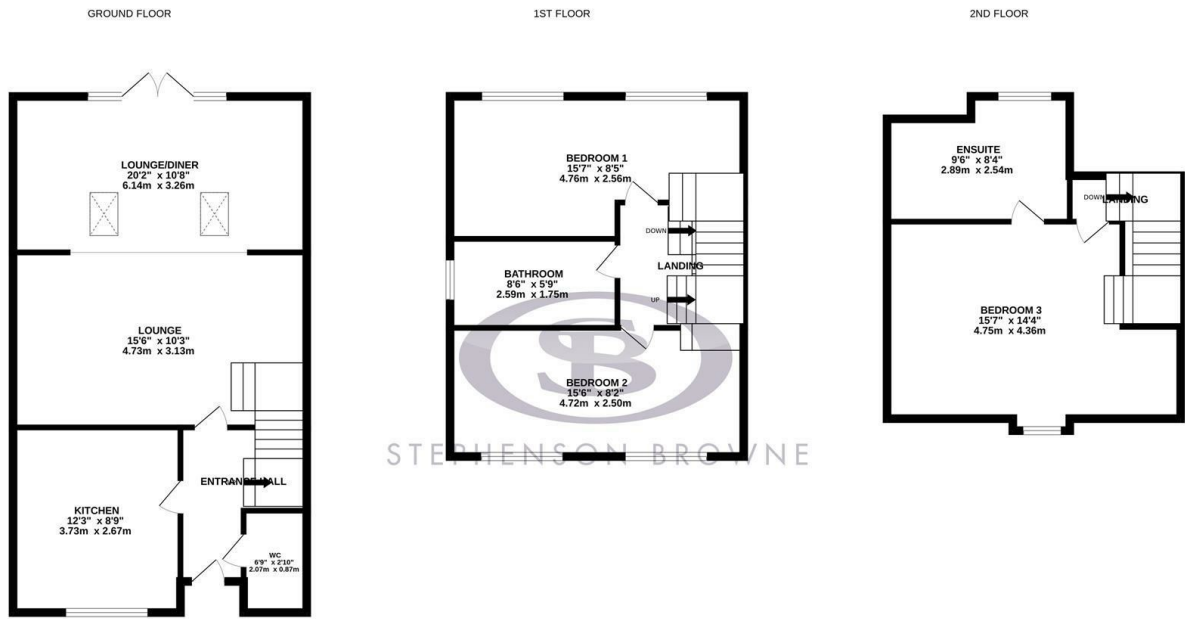 GROUND FLOOR
1ST FLOOR
2ND FLOOR
LOUNGE/DINER
20'2" x 10'8"
6.14m x 3.26m
LOUNGE
15'6" x 10'3"
4.73m x 3.13m
ENTRANCE HALL
KITCHEN
12'3" x 8'9"
3.73m x 2.67m
WC
6'9" x 2'10"
2.07m x 0.87m
BEDROOM 1
15'7" x 8'5"
4.76m x 2.56m
DOWN
LANDING
BATHROOM
8'6" x 5'9"
2.59m x 1.75m
UP
BEDROOM 2
15'6" x 8'2"
4.72m x 2.50m
SB
STEPHENSON BROWNE
ENSUITE
9'6" x 8'4"
2.89m x 2.54m
DOWN
LANDING
BEDROOM 3
15'7" x 14'4"
4.75m x 4.36m